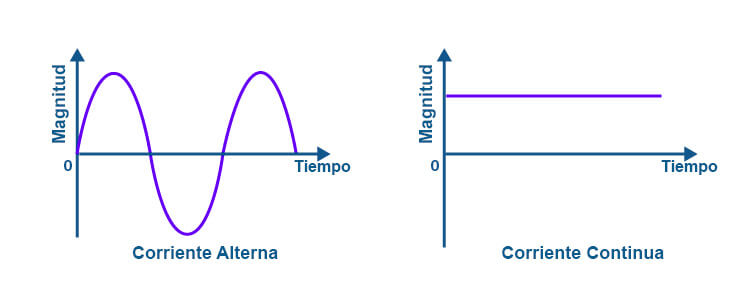 Magnitud
0
Tiempo
Corriente Alterna
Magnitud
0
Tiempo
Corriente Continua